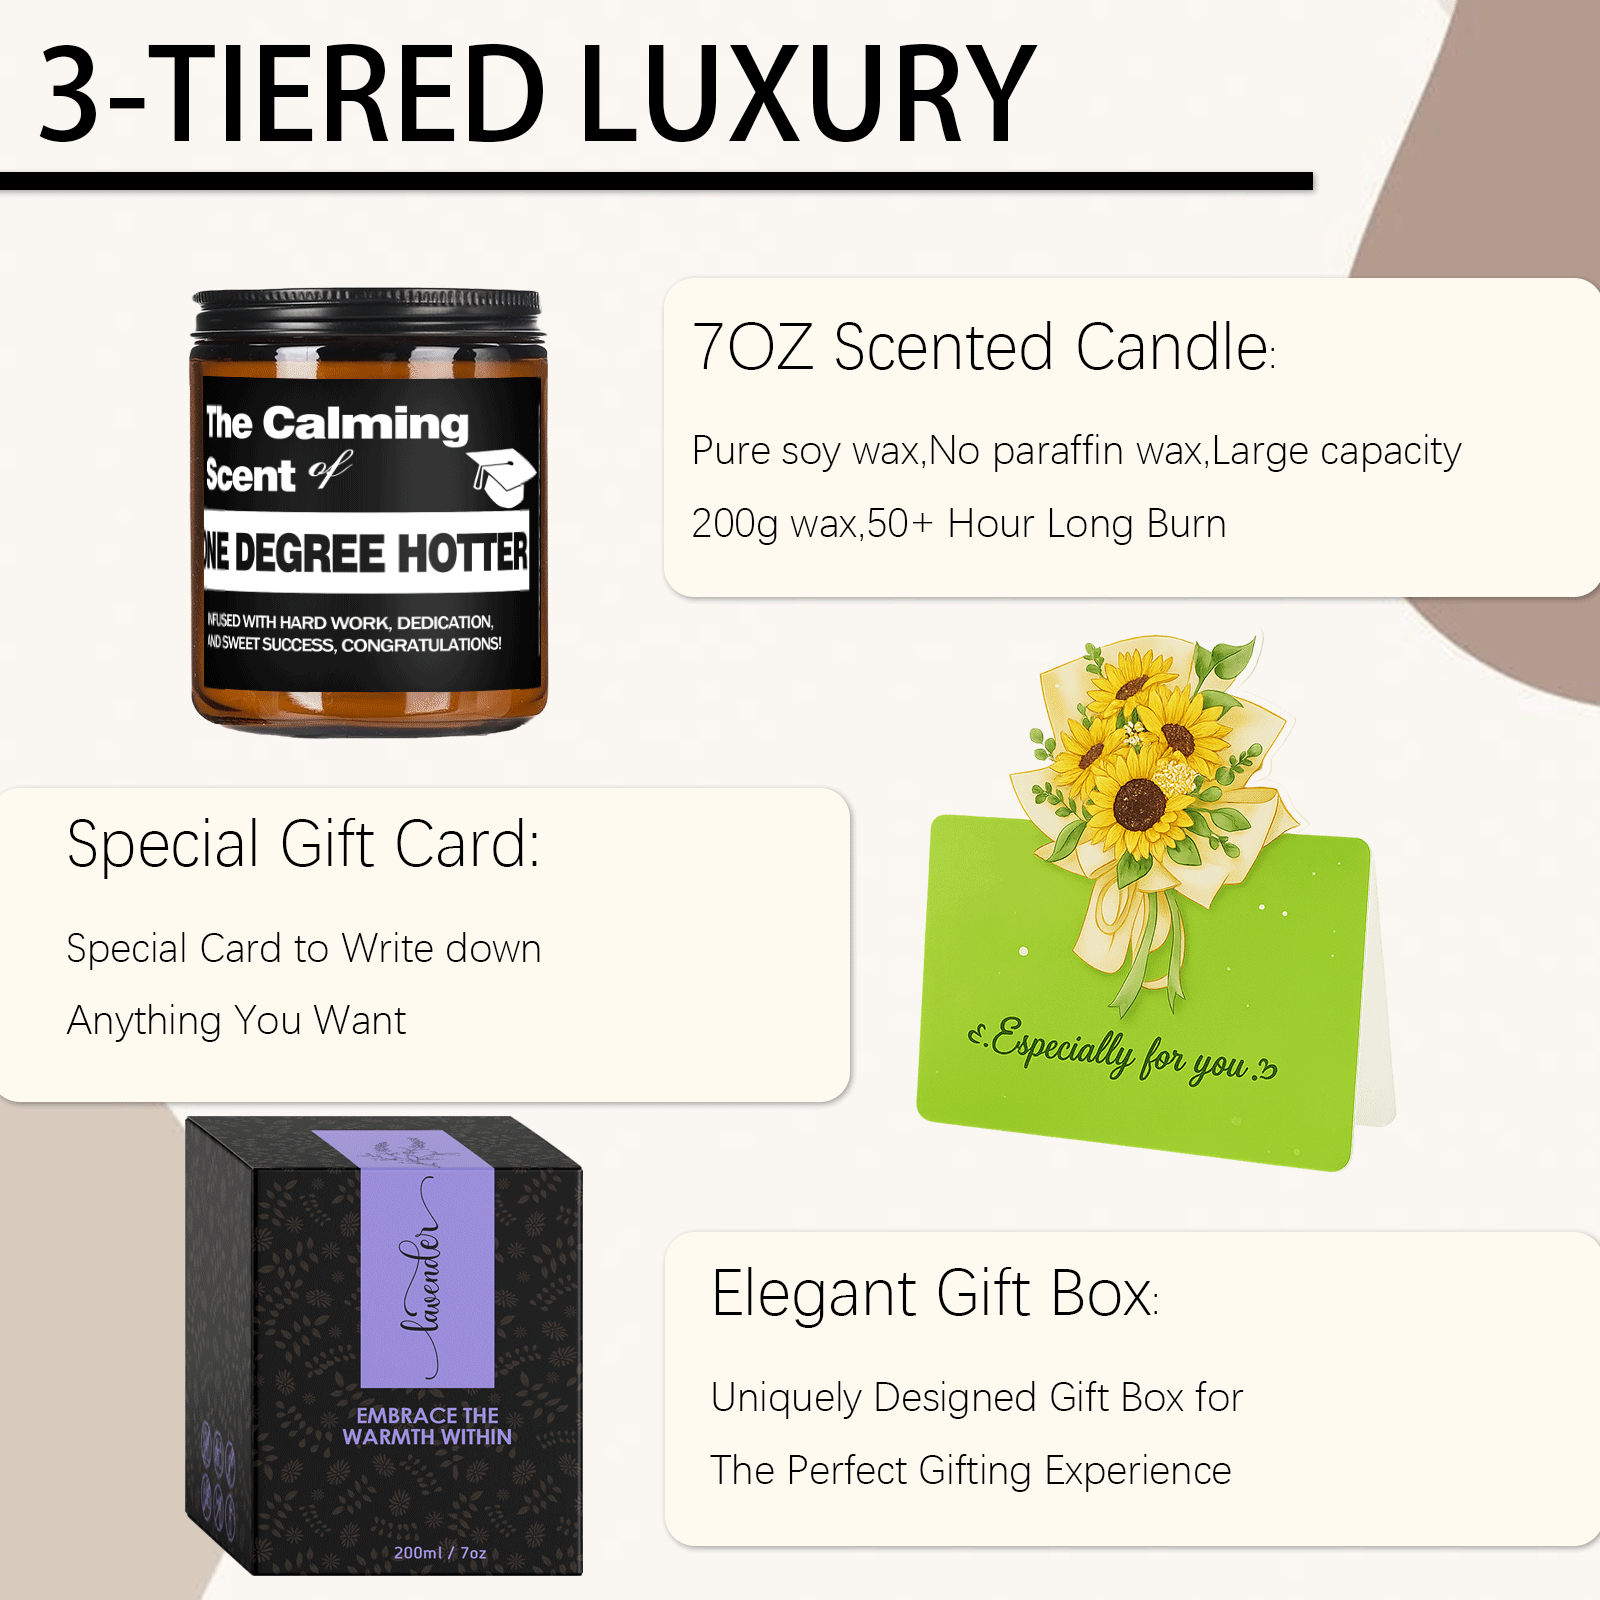 3-TIERED LUXURY
The Calming
Scent of
ONE DEGREE HOTTER
INFUSED WITH HARD WORK, DEDICATION,
AND SWEET SUCCESS, CONGRATULATIONS!
7OZ Scented Candle:
Pure soy wax,No paraffin wax,Large capacity
200g wax,50+ Hour Long Burn
Special Gift Card:
Special Card to Write down
Anything You Want
Especially for you
lavender
EMBRACE THE
WARMTH WITHIN
200ml / 7oz
Elegant Gift Box:
Uniquely Designed Gift Box for
The Perfect Gifting Experience